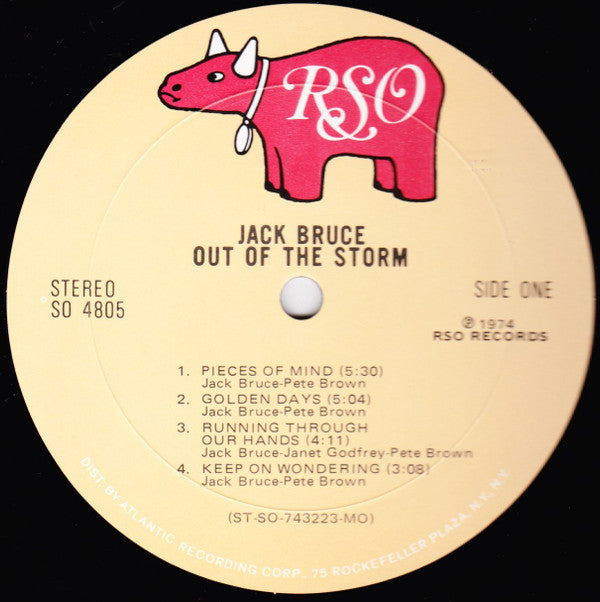 RSO
JACK BRUCE
OUT OF THE STORM
STEREO
SO 4805
SIDE ONE
℗ 1974
RSO RECORDS
1. PIECES OF MIND (5:30)
Jack Bruce-Pete Brown
2. GOLDEN DAYS (5:04)
Jack Bruce-Pete Brown
3. RUNNING THROUGH
OUR HANDS (4:11)
Jack Bruce-Janet Godfrey-Pete Brown
4. KEEP ON WONDERING (3:08)
Jack Bruce-Pete Brown
(ST-SO-743223-MO)
DIST. BY ATLANTIC RECORDING CORP., 75 ROCKEFELLER PLAZA, N.Y., N.Y.